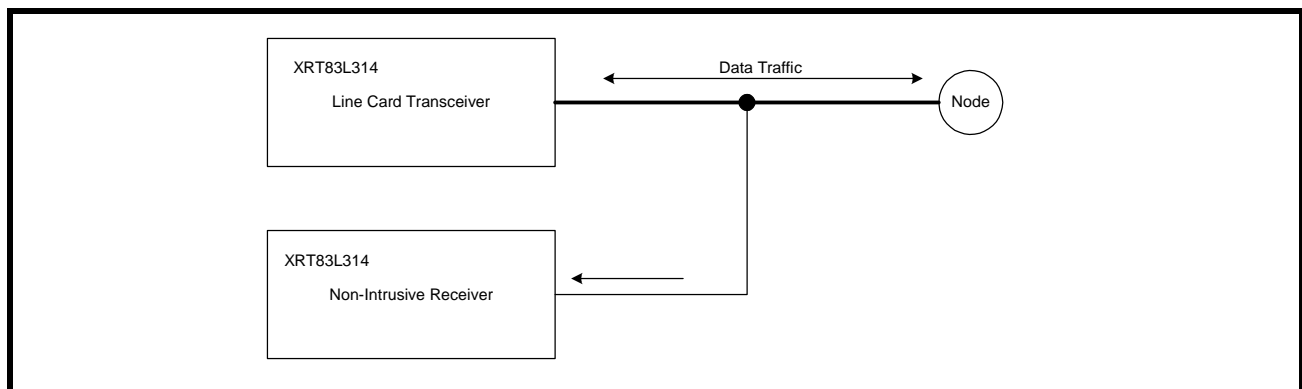 XRT83L314
Line Card Transceiver
Data Traffic
Node
XRT83L314
Non-Intrusive Receiver